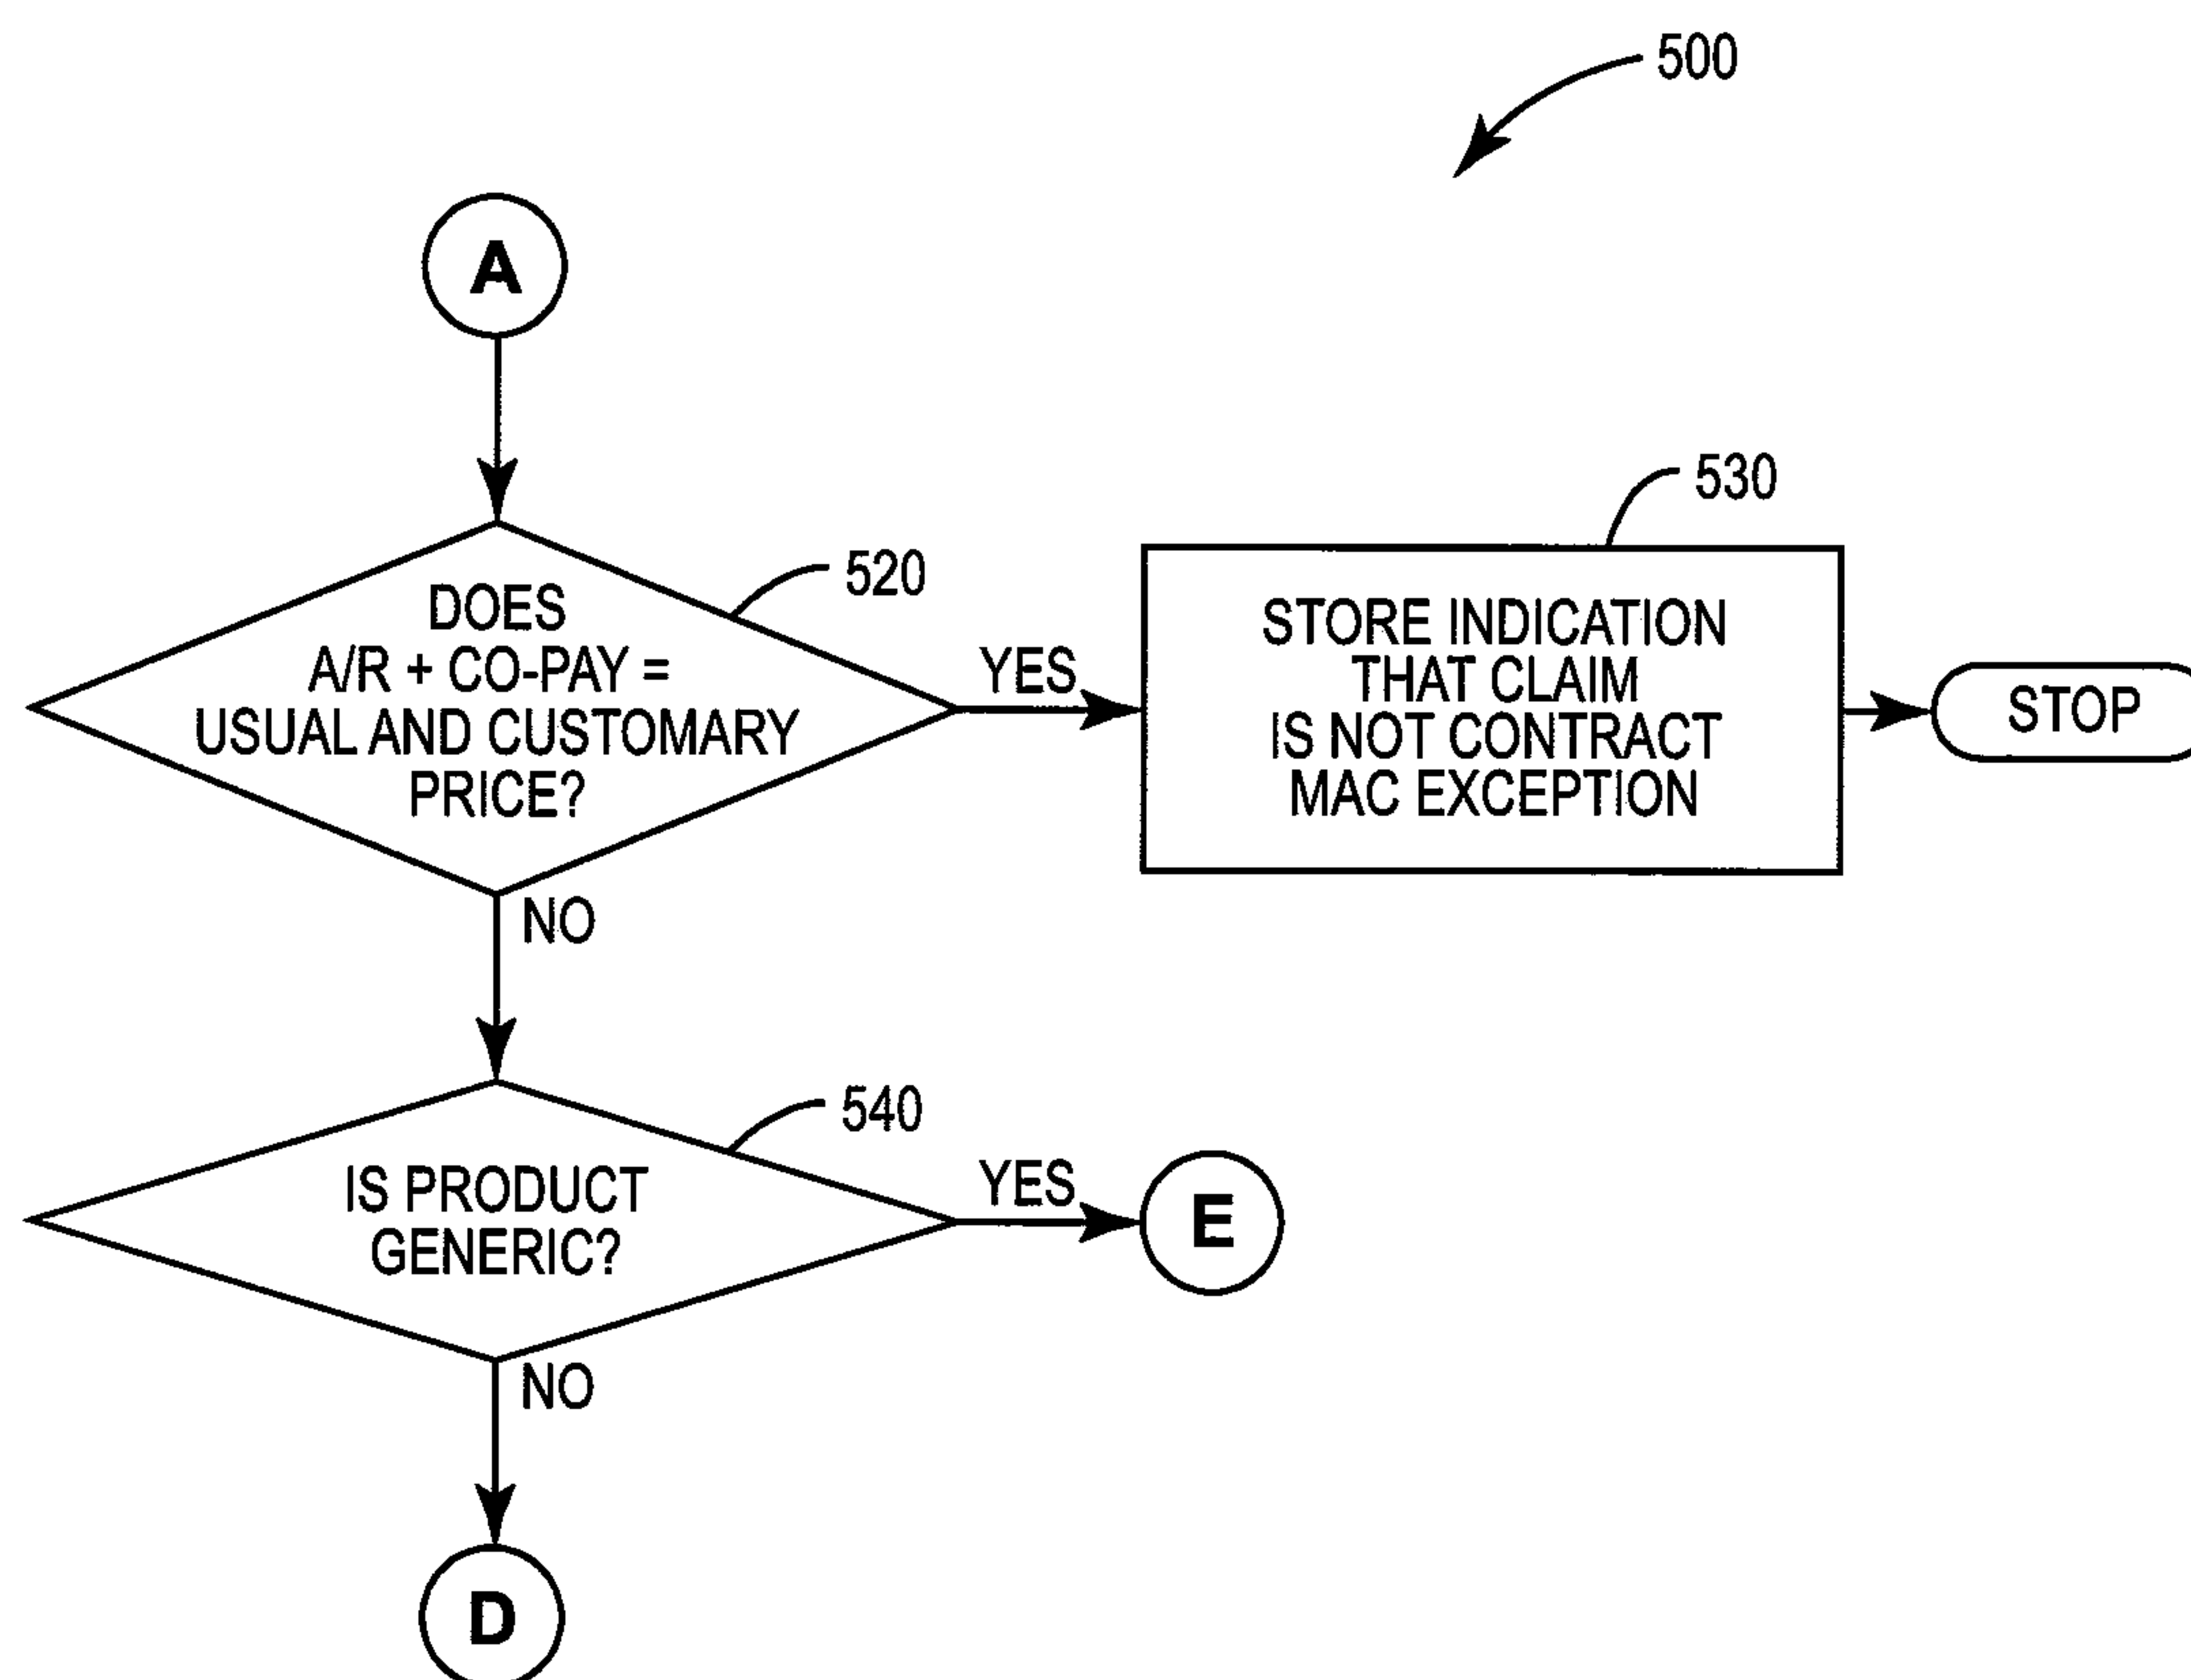 500
A
DOES
A/R + CO-PAY =
USUAL AND CUSTOMARY
PRICE?
520
YES
530
STORE INDICATION
THAT CLAIM
IS NOT CONTRACT
MAC EXCEPTION
STOP
NO
540
IS PRODUCT
GENERIC?
YES
E
NO
D